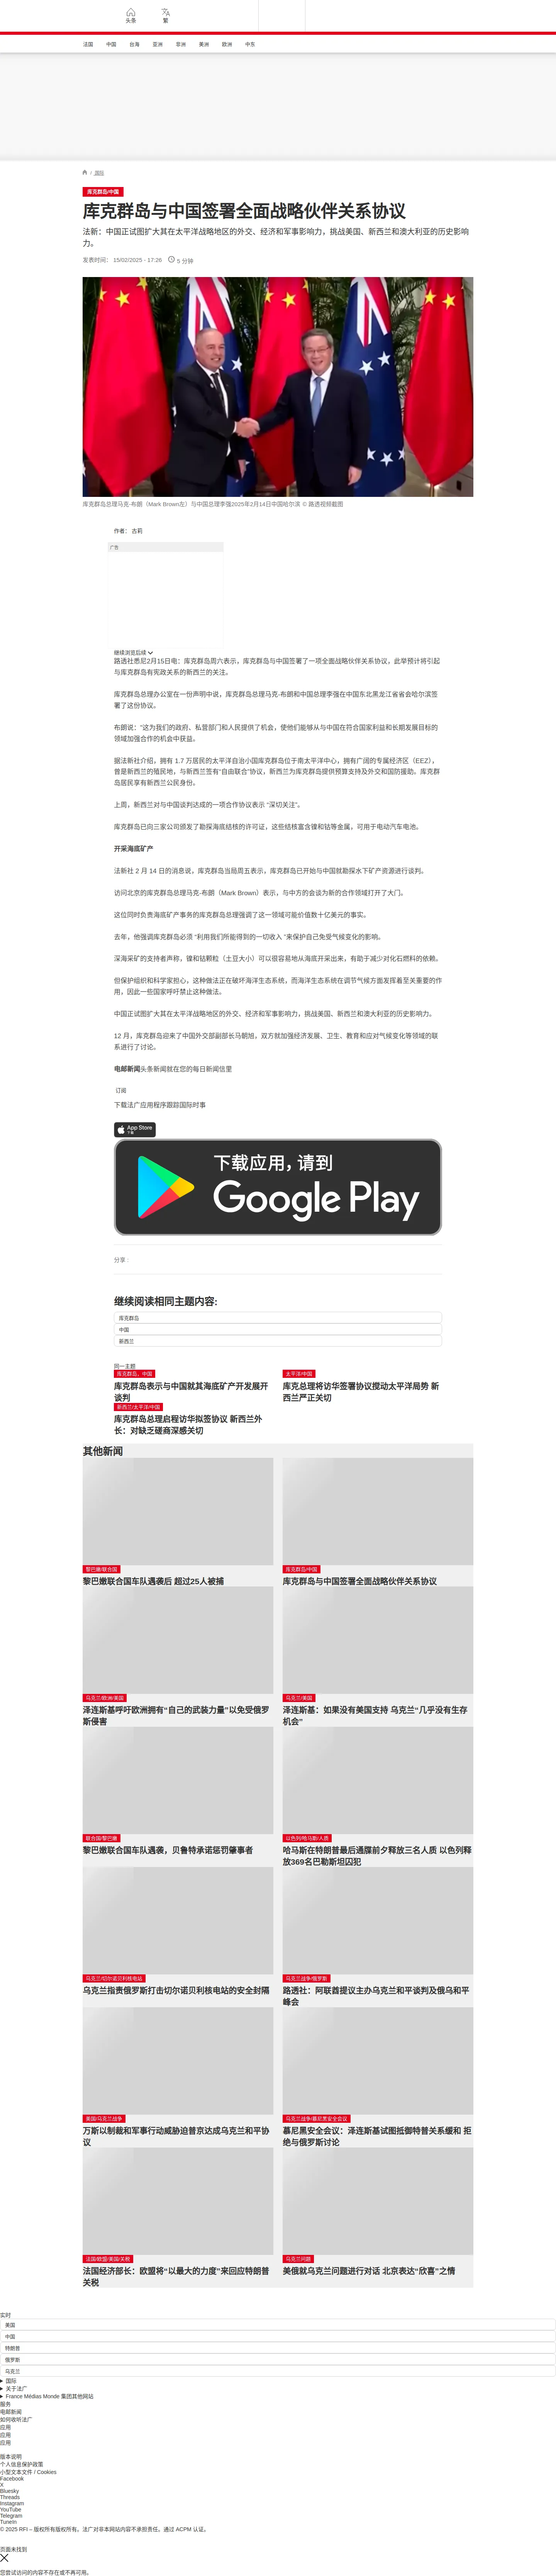 头条
繁
法国 中国 台海 亚洲 非洲 美洲 欧洲 中东
/ 国际
库克群岛/中国
库克群岛与中国签署全面战略伙伴关系协议
法新：中国正试图扩大其在太平洋战略地区的外交、经济和军事影响力，挑战美国、新西兰和澳大利亚的历史影响
力。
发表时间： 15/02/2025 - 17:26 5 分钟
库克群岛总理马克-布朗（Mark Brown左）与中国总理李强2025年2月14日中国哈尔滨 © 路透视频截图
作者： 古莉
广告
继续浏览后续
路透社悉尼2月15日电：库克群岛周六表示，库克群岛与中国签署了一项全面战略伙伴关系协议，此举预计将引起
与库克群岛有宪政关系的新西兰的关注。
库克群岛总理办公室在一份声明中说，库克群岛总理马克-布朗和中国总理李强在中国东北黑龙江省省会哈尔滨签
署了这份协议。
布朗说：“这为我们的政府、私营部门和人民提供了机会，使他们能够从与中国在符合国家利益和长期发展目标的
领域加强合作的机会中获益。
据法新社介绍，拥有 1.7 万居民的太平洋自治小国库克群岛位于南太平洋中心，拥有广阔的专属经济区（EEZ），
曾是新西兰的殖民地，与新西兰签有“自由联合”协议，新西兰为库克群岛提供预算支持及外交和国防援助。库克群
岛居民享有新西兰公民身份。
上周，新西兰对与中国谈判达成的一项合作协议表示 “深切关注”。
库克群岛已向三家公司颁发了勘探海底结核的许可证，这些结核富含镍和钴等金属，可用于电动汽车电池。
开采海底矿产
法新社 2 月 14 日的消息说，库克群岛当局周五表示，库克群岛已开始与中国就勘探水下矿产资源进行谈判。
访问北京的库克群岛总理马克-布朗（Mark Brown）表示，与中方的会谈为新的合作领域打开了大门。
这位同时负责海底矿产事务的库克群岛总理强调了这一领域可能价值数十亿美元的事实。
去年，他强调库克群岛必须 “利用我们所能得到的一切收入 ”来保护自己免受气候变化的影响。
深海采矿的支持者声称，镍和钴颗粒（土豆大小）可以很容易地从海底开采出来，有助于减少对化石燃料的依赖。
但保护组织和科学家担心，这种做法正在破坏海洋生态系统，而海洋生态系统在调节气候方面发挥着至关重要的作
用，因此一些国家呼吁禁止这种做法。
中国正试图扩大其在太平洋战略地区的外交、经济和军事影响力，挑战美国、新西兰和澳大利亚的历史影响力。
12 月，库克群岛迎来了中国外交部副部长马朝旭，双方就加强经济发展、卫生、教育和应对气候变化等领域的联
系进行了讨论。
电邮新闻头条新闻就在您的每日新闻信里
订阅
下载法广应用程序跟踪国际时事
App Store
下载
下载应用，请到
Google Play
分享 :
继续阅读相同主题内容:
库克群岛
中国
新西兰
同一主题
库克群岛，中国
库克群岛表示与中国就其海底矿产开发展开
谈判
太平洋/中国
库克总理将访华签署协议搅动太平洋局势 新
西兰严正关切
新西兰/太平洋/中国
库克群岛总理启程访华拟签协议 新西兰外
长：对缺乏磋商深感关切
其他新闻
黎巴嫩/联合国
黎巴嫩联合国车队遇袭后 超过25人被捕
库克群岛/中国
库克群岛与中国签署全面战略伙伴关系协议
乌克兰/欧洲/美国
泽连斯基呼吁欧洲拥有“自己的武装力量”以免受俄罗
斯侵害
乌克兰/美国
泽连斯基：如果没有美国支持 乌克兰“几乎没有生存
机会”
联合国/黎巴嫩
黎巴嫩联合国车队遇袭，贝鲁特承诺惩罚肇事者
以色列/哈马斯/人质
哈马斯在特朗普最后通牒前夕释放三名人质 以色列释
放369名巴勒斯坦囚犯
乌克兰/切尔诺贝利核电站
乌克兰指责俄罗斯打击切尔诺贝利核电站的安全封隔
乌克兰战争/俄罗斯
路透社：阿联酋提议主办乌克兰和平谈判及俄乌和平
峰会
美国/乌克兰战争
万斯以制裁和军事行动威胁迫普京达成乌克兰和平协
议
乌克兰战争/慕尼黑安全会议
慕尼黑安全会议：泽连斯基试图抵御特普关系缓和 拒
绝与俄罗斯讨论
法国/欧盟/美国/关税
法国经济部长：欧盟将“以最大的力度”来回应特朗普
关税
乌克兰问题
美俄就乌克兰问题进行对话 北京表达“欣喜”之情
实时
美国
中国
特朗普
俄罗斯
乌克兰
国际
关于法广
France Médias Monde 集团其他网站
服务
电邮新闻
如何收听法广
应用
应用
应用
版本说明
个人信息保护政策
小型文本文件 / Cookies
Facebook
X
Bluesky
Threads
Instagram
YouTube
Telegram
TuneIn
© 2025 RFI – 版权所有版权所有。法广对非本网站内容不承担责任。通过 ACPM 认证。
页面未找到
您尝试访问的内容不存在或不再可用。